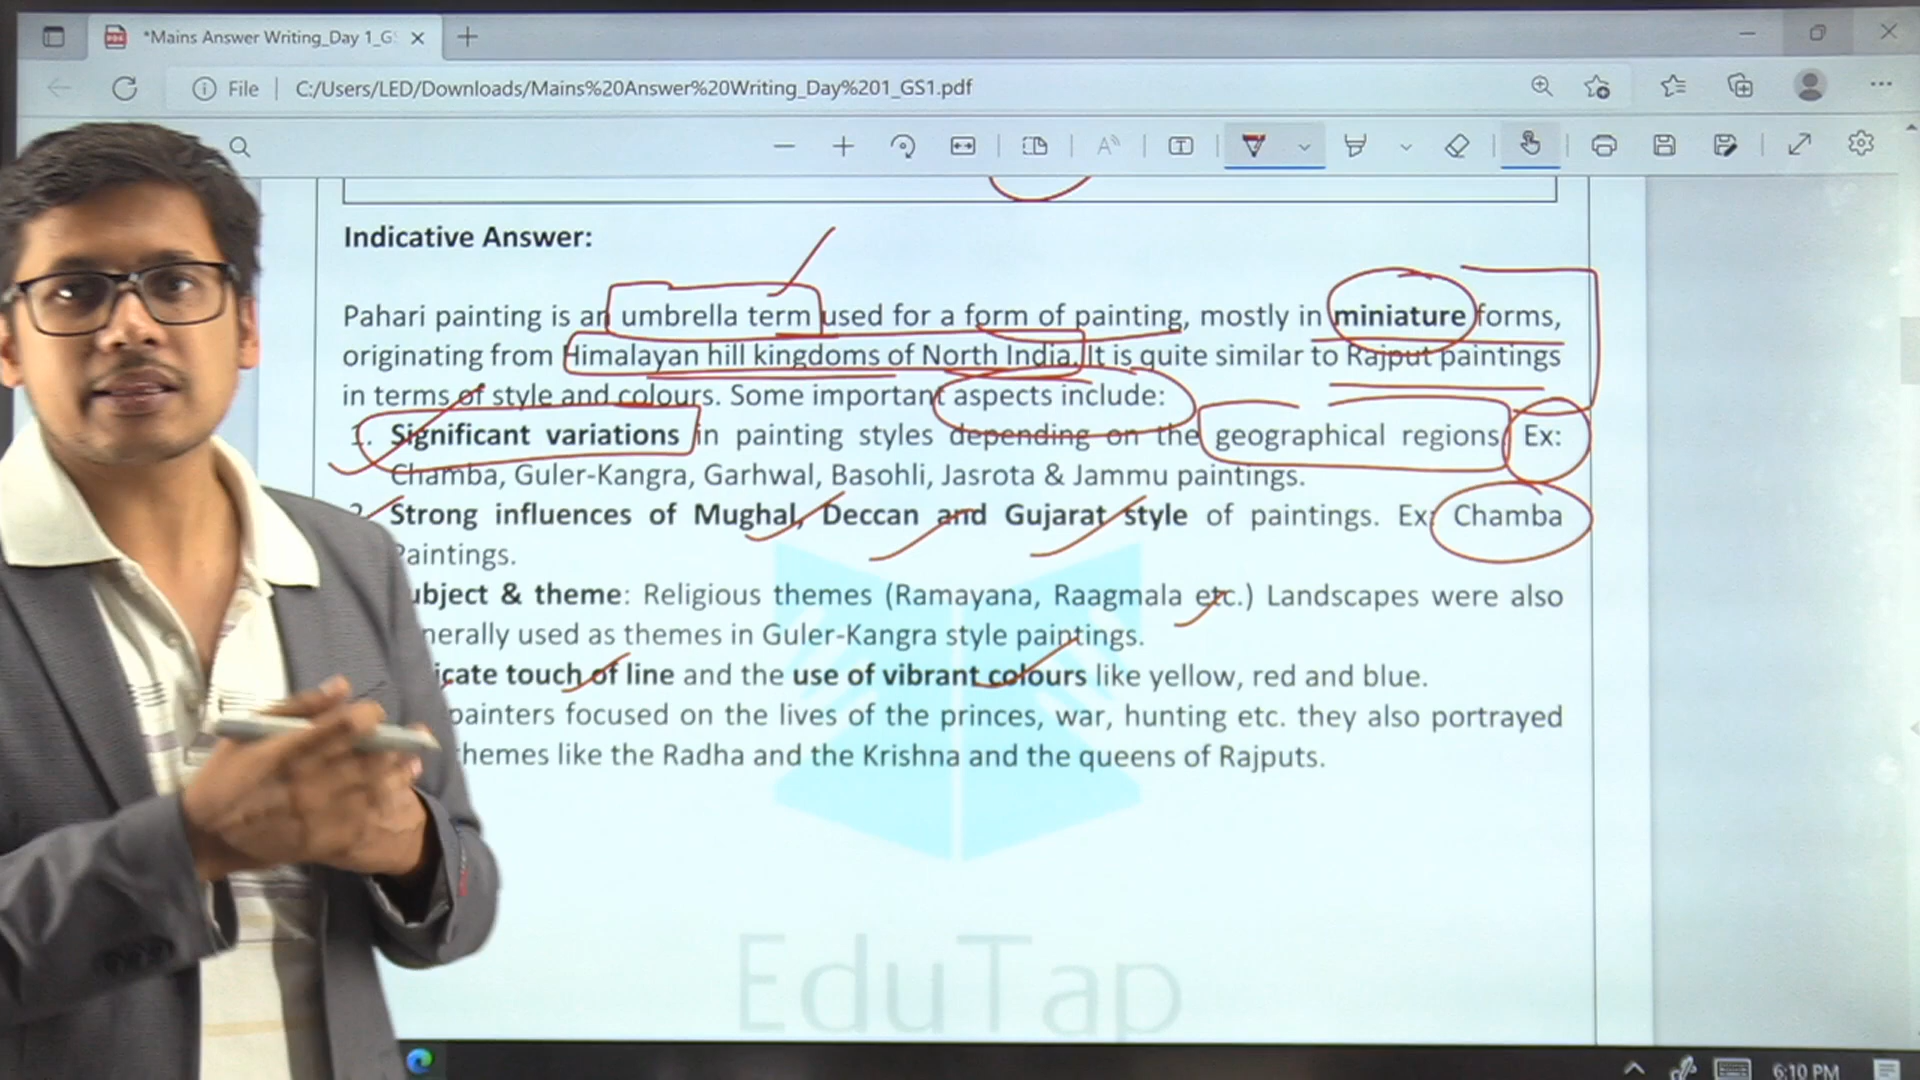 *Mains Answer Writing_Day 1_G
File
C:/Users/LED/Downloads/Mains%20Answer%20Writing_Day%201_GS1.pdf
Indicative Answer:
Pahari painting is an umbrella term used for a form of painting, mostly in miniature forms,
originating from Himalayan hill kingdoms of North India. It is quite similar to Rajput paintings
in terms of style and colours. Some important aspects include:
1. Significant variations in painting styles depending on the geographical regions Ex:
Chamba, Guler-Kangra, Garhwal, Basohli, Jasrota & Jammu paintings.
2. Strong influences of Mughal, Deccan and Gujarat style of paintings. Ex: Chamba
Paintings.
ubject & theme: Religious themes (Ramayana, Raagmala etc.) Landscapes were also
nerally used as themes in Guler-Kangra style paintings.
icate touch of line and the use of vibrant colours like yellow, red and blue.
painters focused on the lives of the princes, war, hunting etc. they also portrayed
hemes like the Radha and the Krishna and the queens of Rajputs.
EduTap
6:10 PM